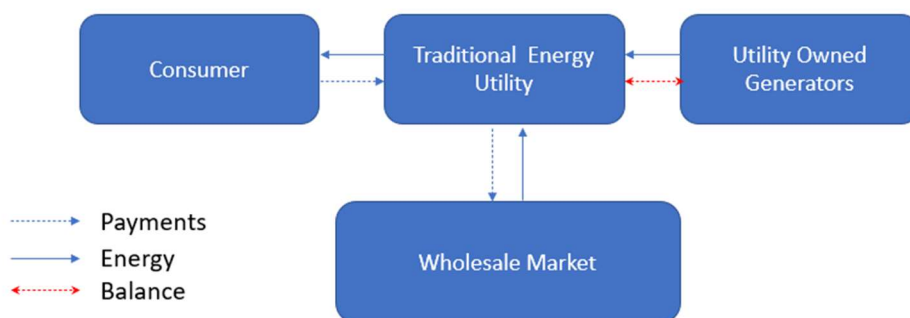 Consumer
Traditional Energy
Utility
Utility Owned
Generators
Wholesale Market
Payments
Energy
Balance